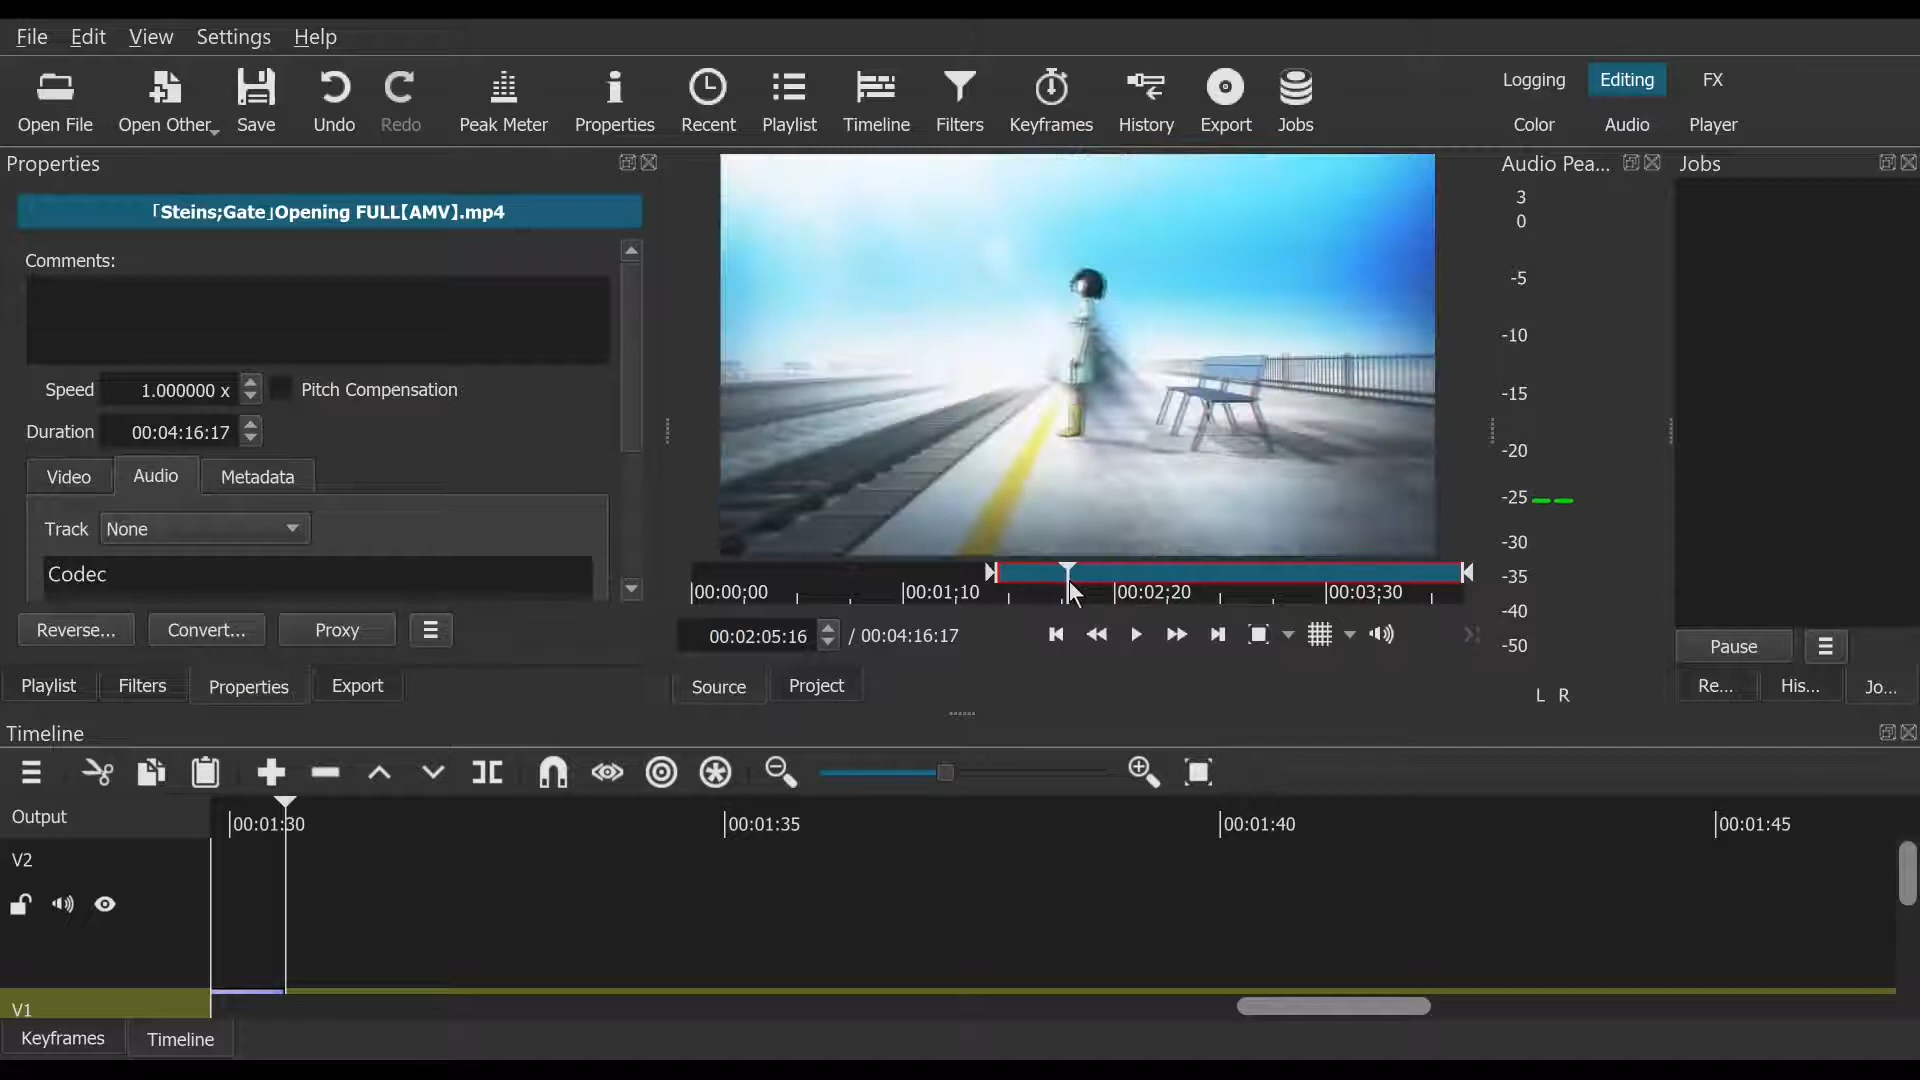 File Edit View Settings Help
Open File Open Other Save Undo Redo Peak Meter Properties Recent Playlist Timeline Filters Keyframes History Export Jobs
Logging Editing FX
Color Audio Player
Properties
Audio Pea...
Jobs
「Steins;Gate」Opening FULL【AMV】.mp4
Comments:
Speed 1.000000 x Pitch Compensation
Duration 00:04:16:17
Video Audio Metadata
Track None
Codec
Reverse... Convert... Proxy
Playlist Filters Properties Export
00:00;00 00:01;10 00:02;20 00:03;30
00:02:05:16 / 00:04:16:17
Source Project
3
0
-5
-10
-15
-20
-25
-30
-35
-40
-50
L R
Pause
Re... His... Jo...
Timeline
Output
00:01:30 00:01:35 00:01:40 00:01:45
V2
V1
Keyframes Timeline